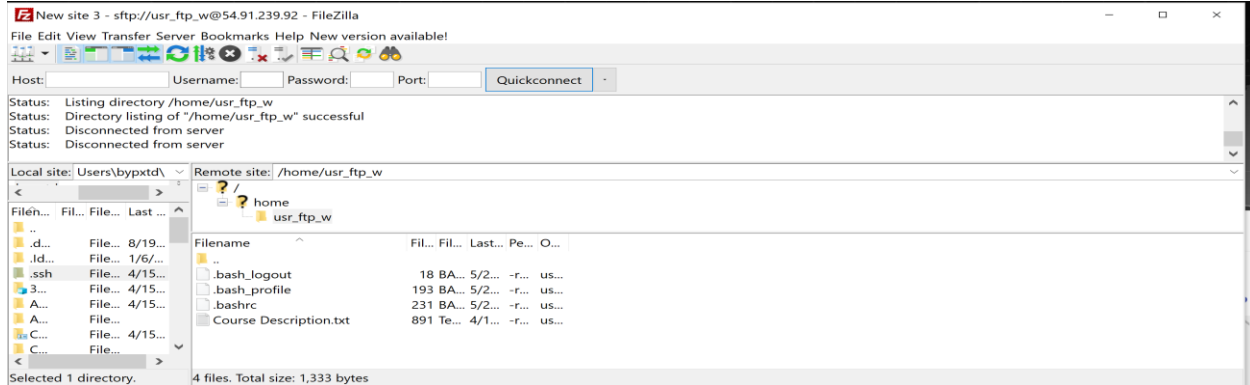 New site 3 - sftp://usr_ftp_w@54.91.239.92 - FileZilla
File Edit View Transfer Server Bookmarks Help New version available!
Host: Username: Password: Port: Quickconnect
Status: Listing directory /home/usr_ftp_w
Status: Directory listing of "/home/usr_ftp_w" successful
Status: Disconnected from server
Status: Disconnected from server
Local site: Users\bypxtd\ Remote site: /home/usr_ftp_w
/
home
usr_ftp_w
Filen... Fil... File... Last ...
..
.d... File... 8/19...
.ld... File... 1/6/...
.ssh File... 4/15...
3... File... 4/15...
A... File... 4/15...
A... File...
C... File... 4/15...
C... File...
Selected 1 directory.
Filename Fil... Fil... Last... Pe... O...
..
.bash_logout 18 BA... 5/2... -r... us...
.bash_profile 193 BA... 5/2... -r... us...
.bashrc 231 BA... 5/2... -r... us...
Course Description.txt 891 Te... 4/1... -r... us...
4 files. Total size: 1,333 bytes